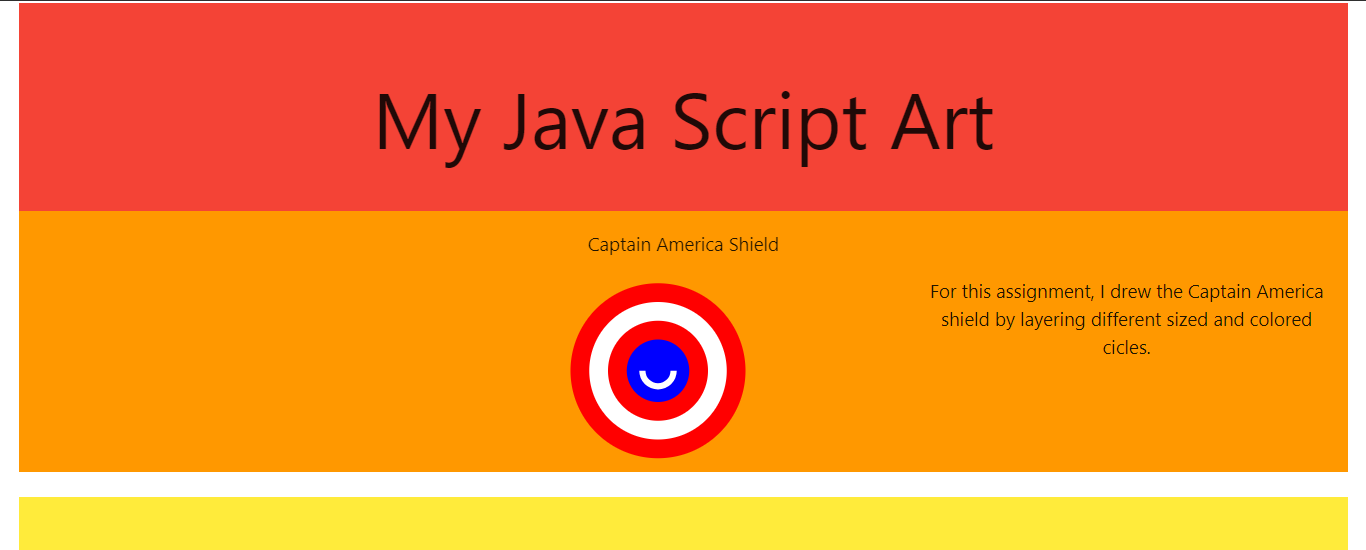 My Java Script Art
Captain America Shield
For this assignment, I drew the Captain America
shield by layering different sized and colored
cicles.